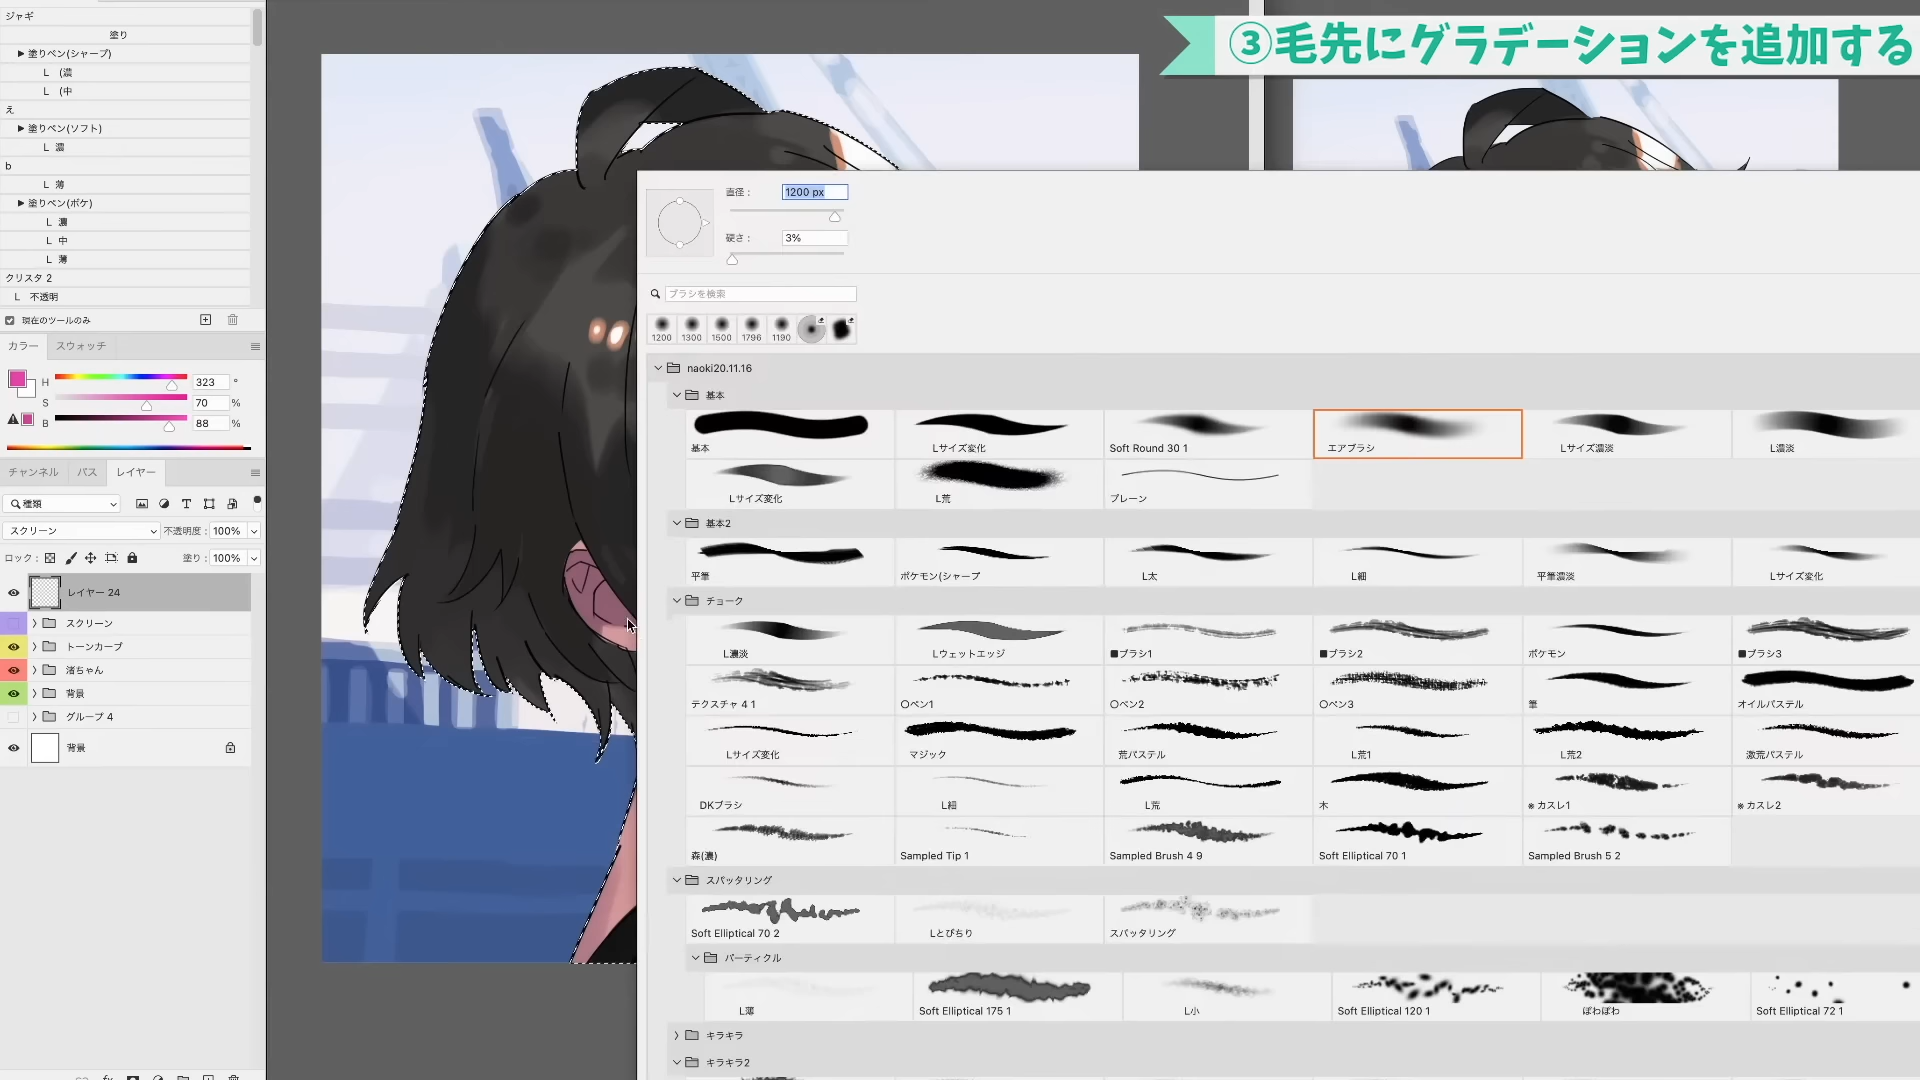 ③毛先にグラデーションを追加する
ジャギ
塗り
塗りペン(シャープ)
L (濃
L (中
え
塗りペン(ソフト)
L 濃
b
L 薄
塗りペン(ボケ)
L 濃
L 中
L 薄
クリスタ 2
L 不透明
現在のツールのみ
カラー スウォッチ
H 323 °
S 70 %
B 88 %
チャンネル パス レイヤー
種類
スクリーン 不透明度: 100%
ロック: 塗り: 100%
レイヤー 24
スクリーン
トーンカーブ
渚ちゃん
背景
グループ 4
背景
fx
直径: 1200 px
硬さ: 3%
ブラシを検索
1200 1300 1500 1796 1190
naoki20.11.16
基本
基本 Lサイズ変化 Soft Round 30 1 エアブラシ Lサイズ濃淡 L濃淡
Lサイズ変化 L荒 プレーン
基本2
平筆 ポケモン(シャープ L太 L細 平筆濃淡 Lサイズ変化
チョーク
L濃淡 Lウェットエッジ ■ブラシ1 ■ブラシ2 ポケモン ■ブラシ3
テクスチャ 4 1 〇ペン1 〇ペン2 〇ペン3 筆 オイルパステル
Lサイズ変化 マジック 荒パステル L荒1 L荒2 激荒パステル
DKブラシ L細 L荒 木 ※カスレ1 ※カスレ2
森(濃) Sampled Tip 1 Sampled Brush 4 9 Soft Elliptical 70 1 Sampled Brush 5 2
スパッタリング
Soft Elliptical 70 2 Lとびちり スパッタリング
パーティクル
L薄 Soft Elliptical 175 1 L小 Soft Elliptical 120 1 ぽわぽわ Soft Elliptical 72 1
キラキラ
キラキラ2